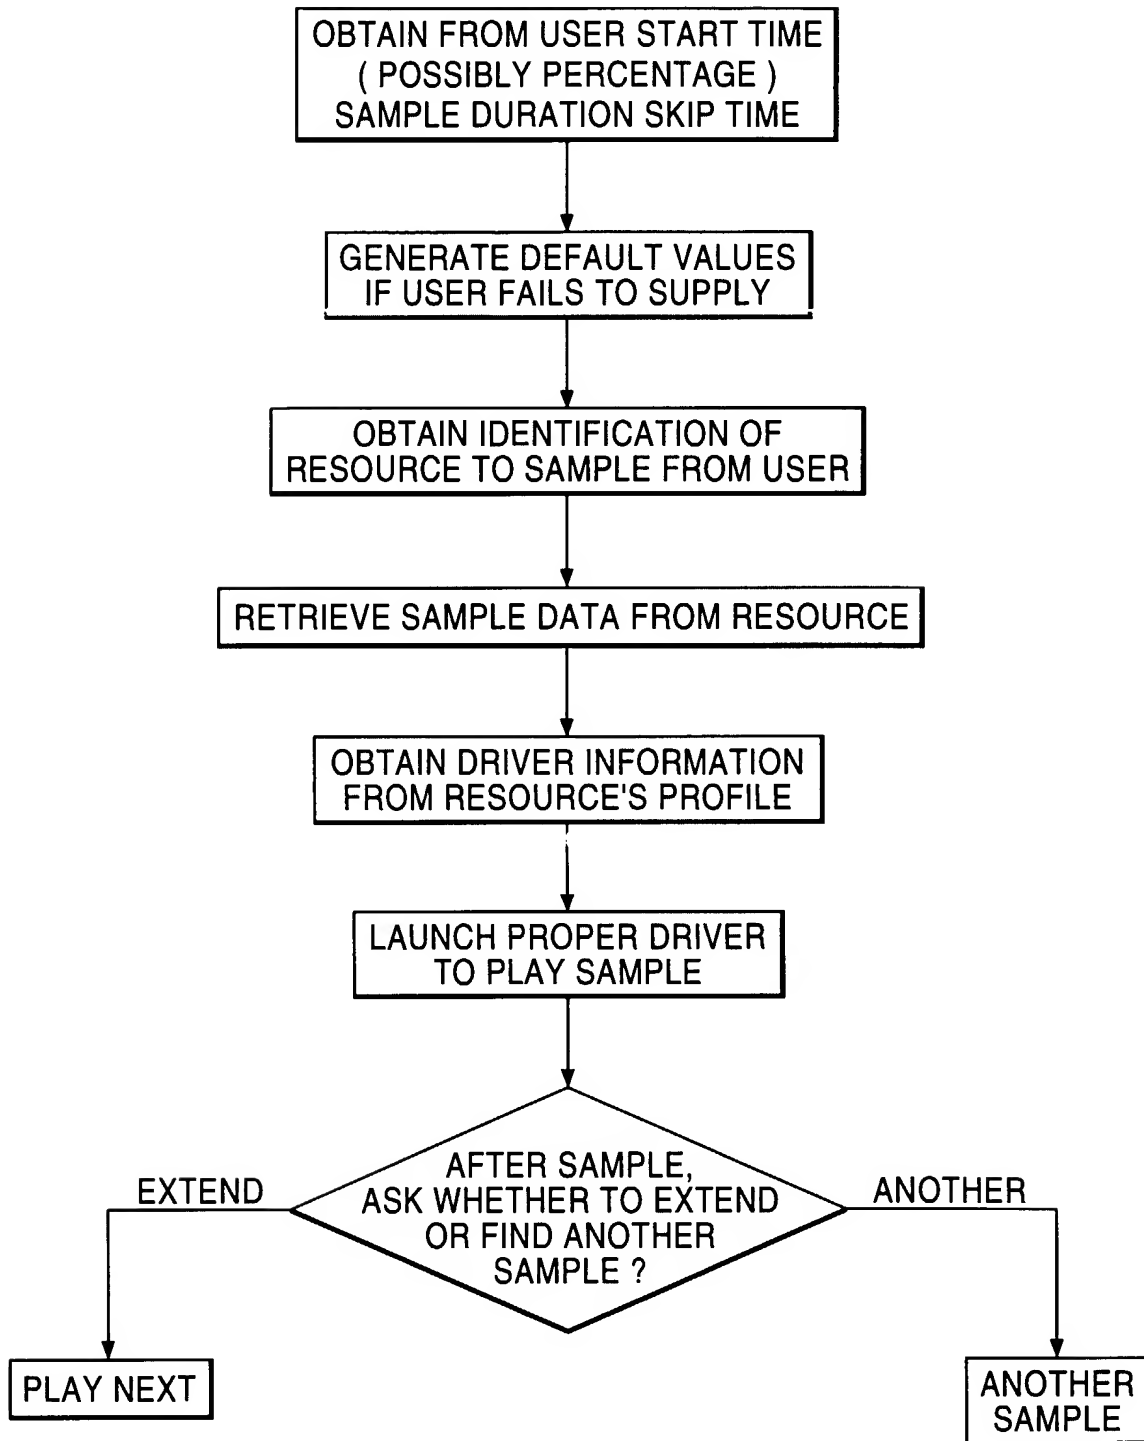 OBTAIN FROM USER START TIME
( POSSIBLY PERCENTAGE )
SAMPLE DURATION SKIP TIME
GENERATE DEFAULT VALUES
IF USER FAILS TO SUPPLY
OBTAIN IDENTIFICATION OF
RESOURCE TO SAMPLE FROM USER
RETRIEVE SAMPLE DATA FROM RESOURCE
OBTAIN DRIVER INFORMATION
FROM RESOURCE'S PROFILE
LAUNCH PROPER DRIVER
TO PLAY SAMPLE
AFTER SAMPLE,
ASK WHETHER TO EXTEND
OR FIND ANOTHER
SAMPLE ?
EXTEND
ANOTHER
PLAY NEXT
ANOTHER
SAMPLE